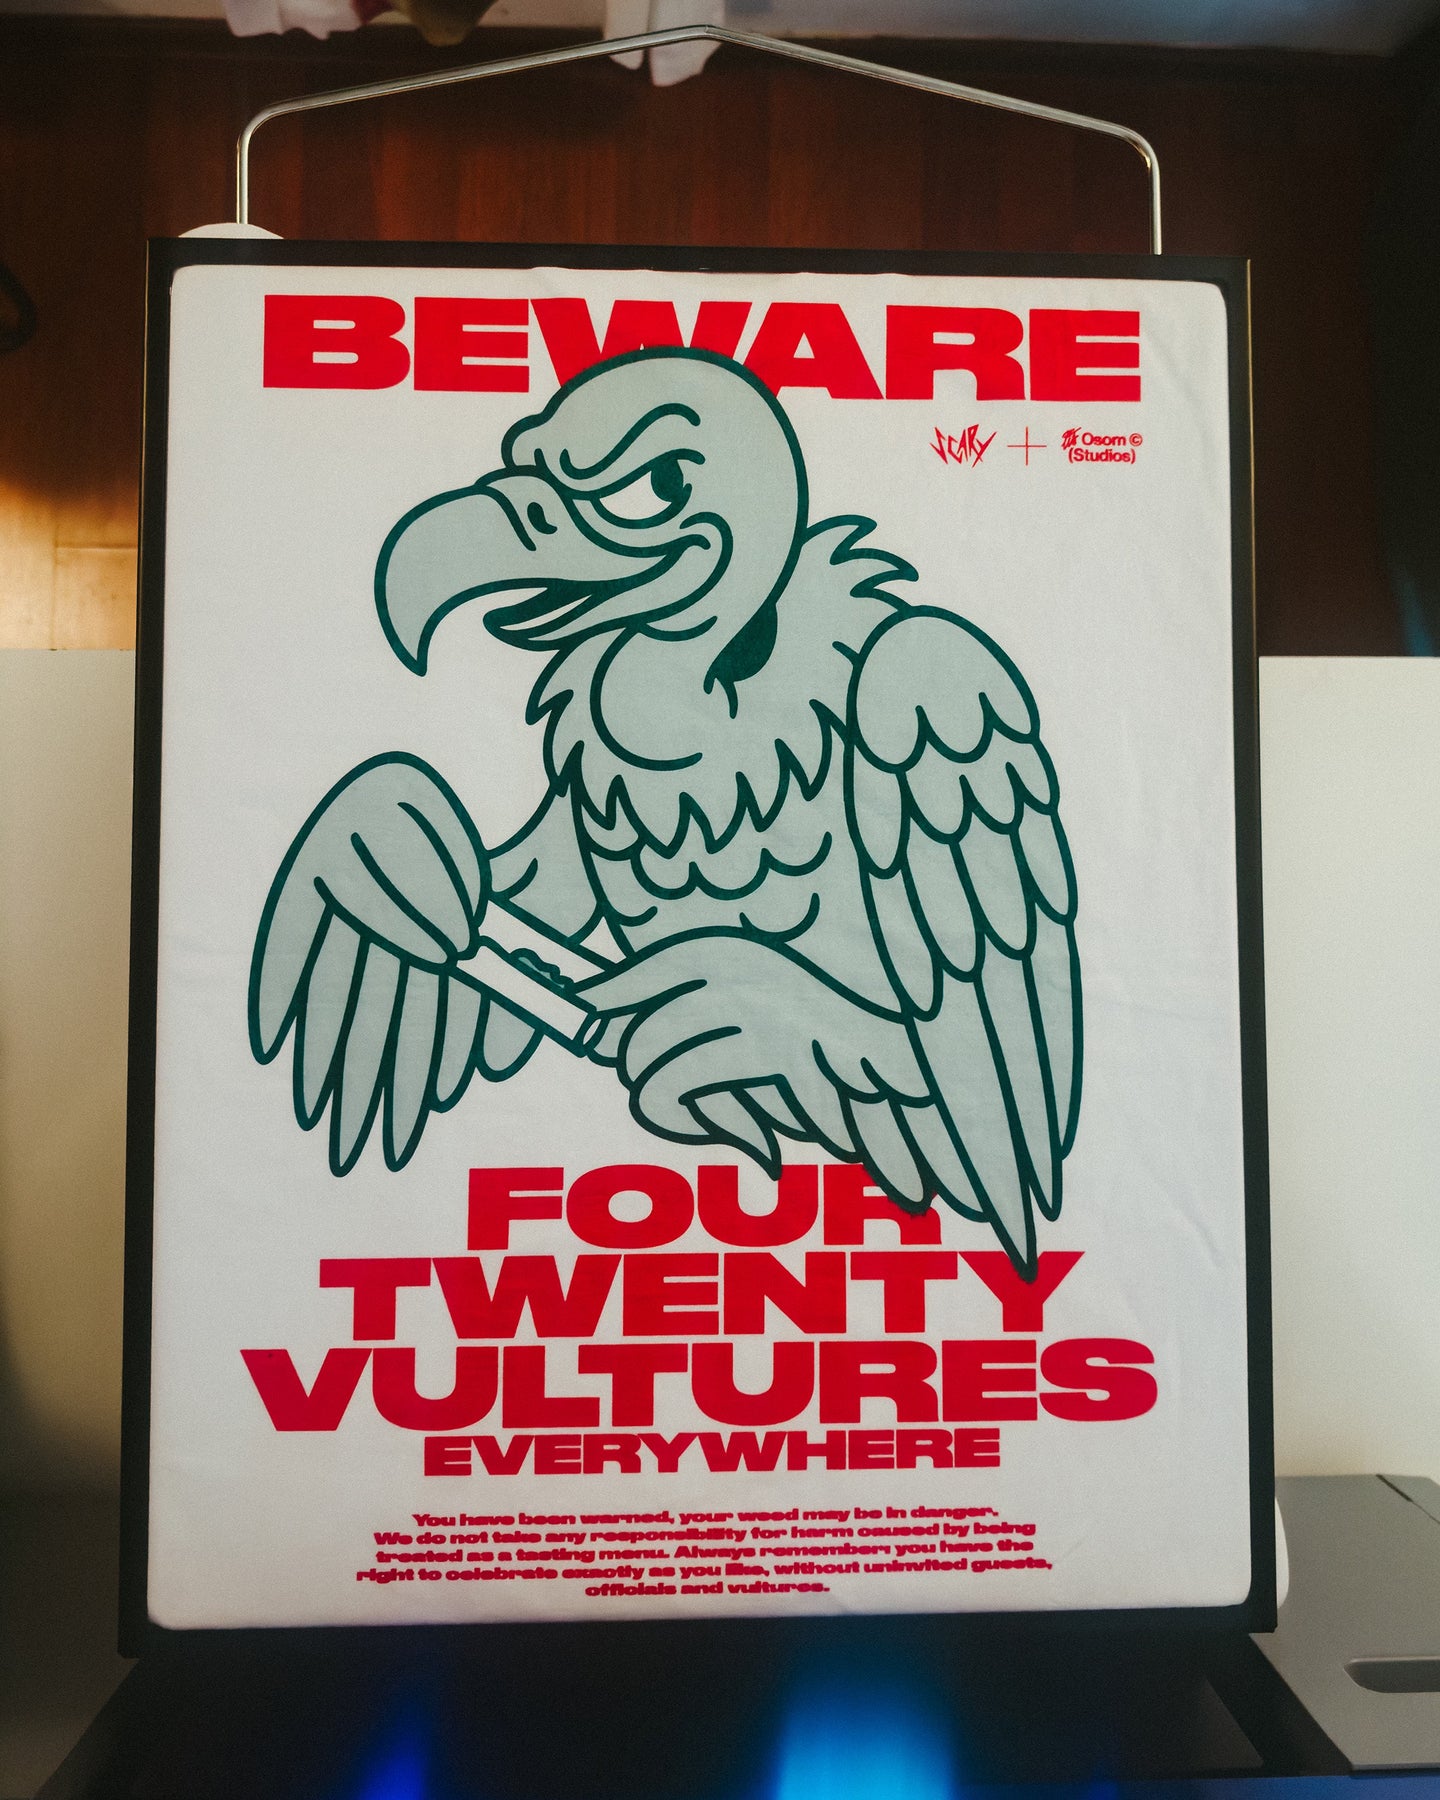 BEWARE
SCARY
Osom ©
(Studios)
FOUR
TWENTY
VULTURES
EVERYWHERE
You have been warned, your weed may be in danger.
We do not take any responsibility for harm caused by being
treated as a tasting menu. Always remember: you have the
right to celebrate exactly as you like, without uninvited guests,
officials and vultures.